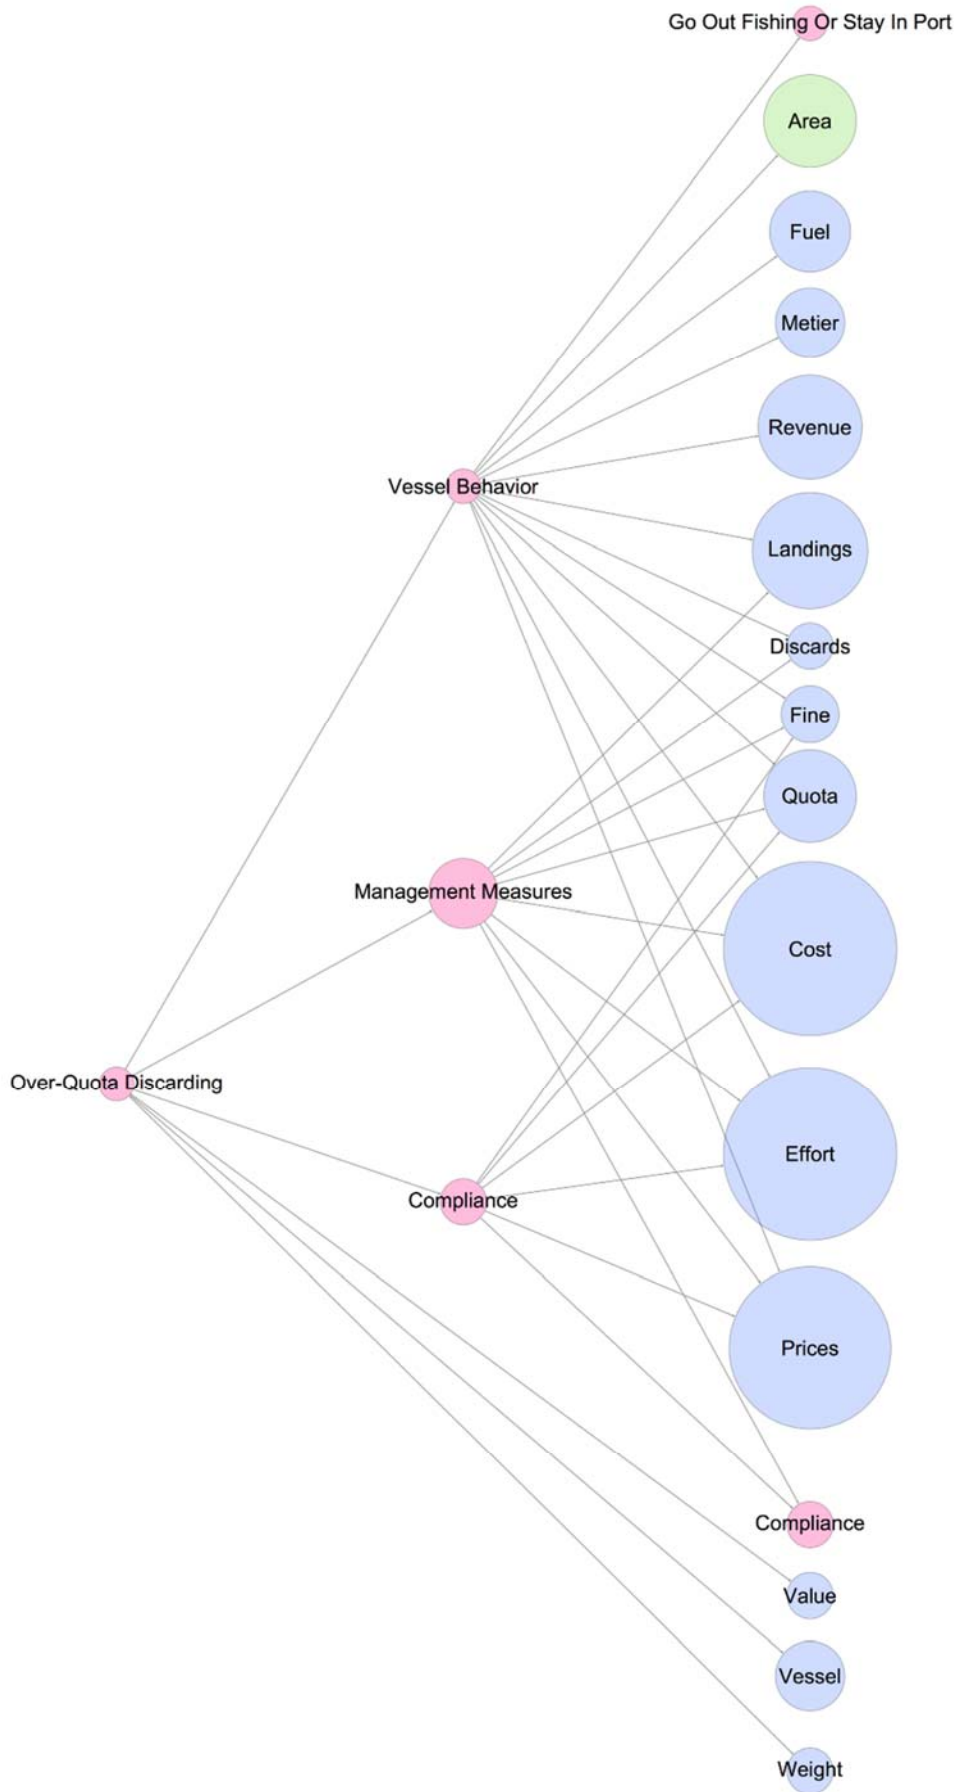 Go Out Fishing Or Stay In Port
Area
Fuel
Metier
Revenue
Vessel Behavior
Landings
Discards
Fine
Quota
Management Measures
Cost
Over-Quota Discarding
Effort
Compliance
Prices
Compliance
Value
Vessel
Weight